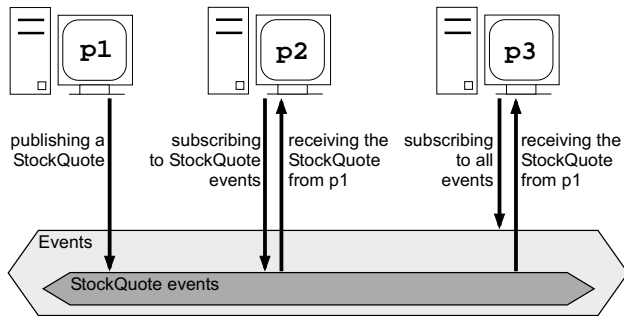 p1
p2
p3
publishing a
StockQuote
subscribing
to StockQuote
events
receiving the
StockQuote
from p1
subscribing
to all
events
receiving the
StockQuote
from p1
Events
StockQuote events